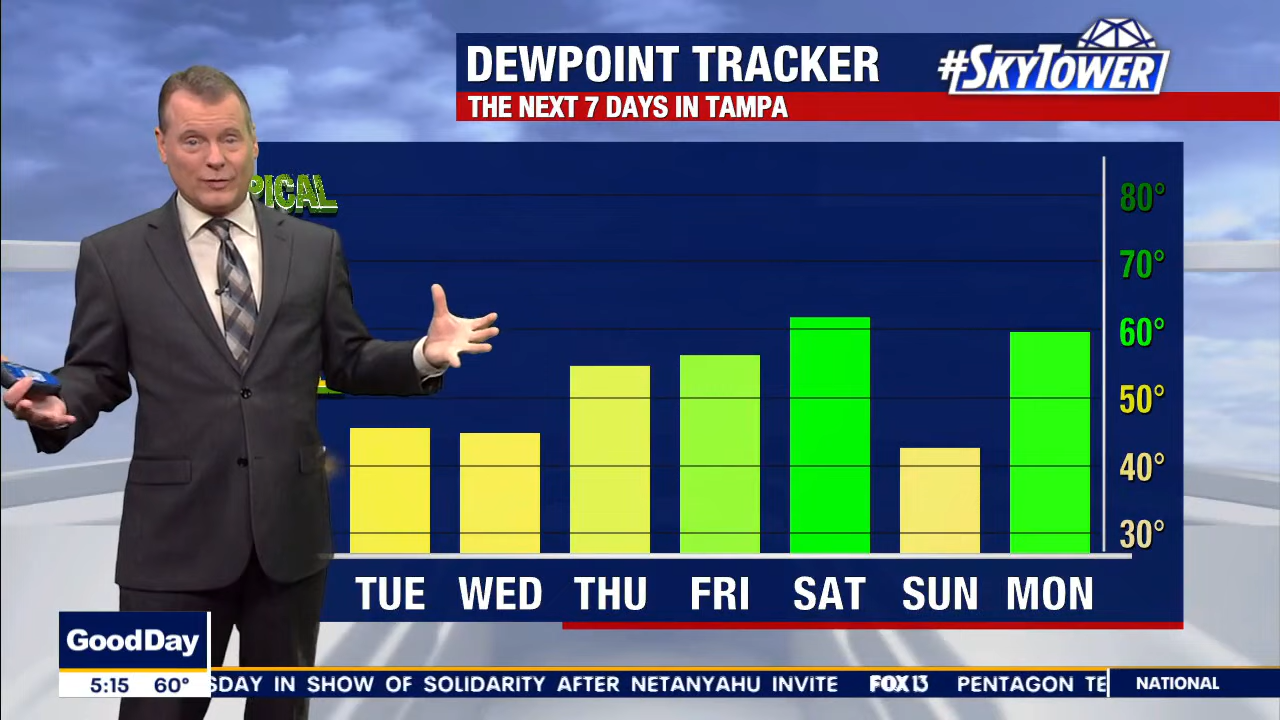 DEWPOINT TRACKER
#SKYTOWER
THE NEXT 7 DAYS IN TAMPA
PICAL
80°
70°
60°
50°
40°
30°
TUE WED THU FRI SAT SUN MON
GoodDay
5:15 60°
SDAY IN SHOW OF SOLIDARITY AFTER NETANYAHU INVITE FOX 13 PENTAGON TE
NATIONAL